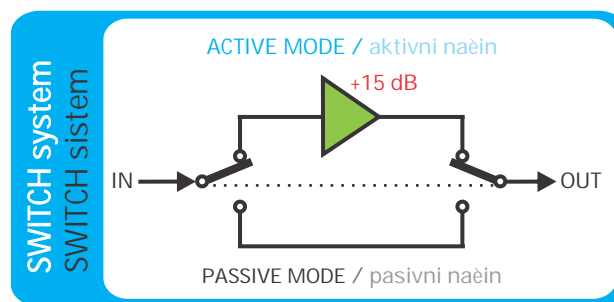 SWITCH system
SWITCH sistem
ACTIVE MODE / aktivni naèin
+15 dB
IN
OUT
PASSIVE MODE / pasivni naèin